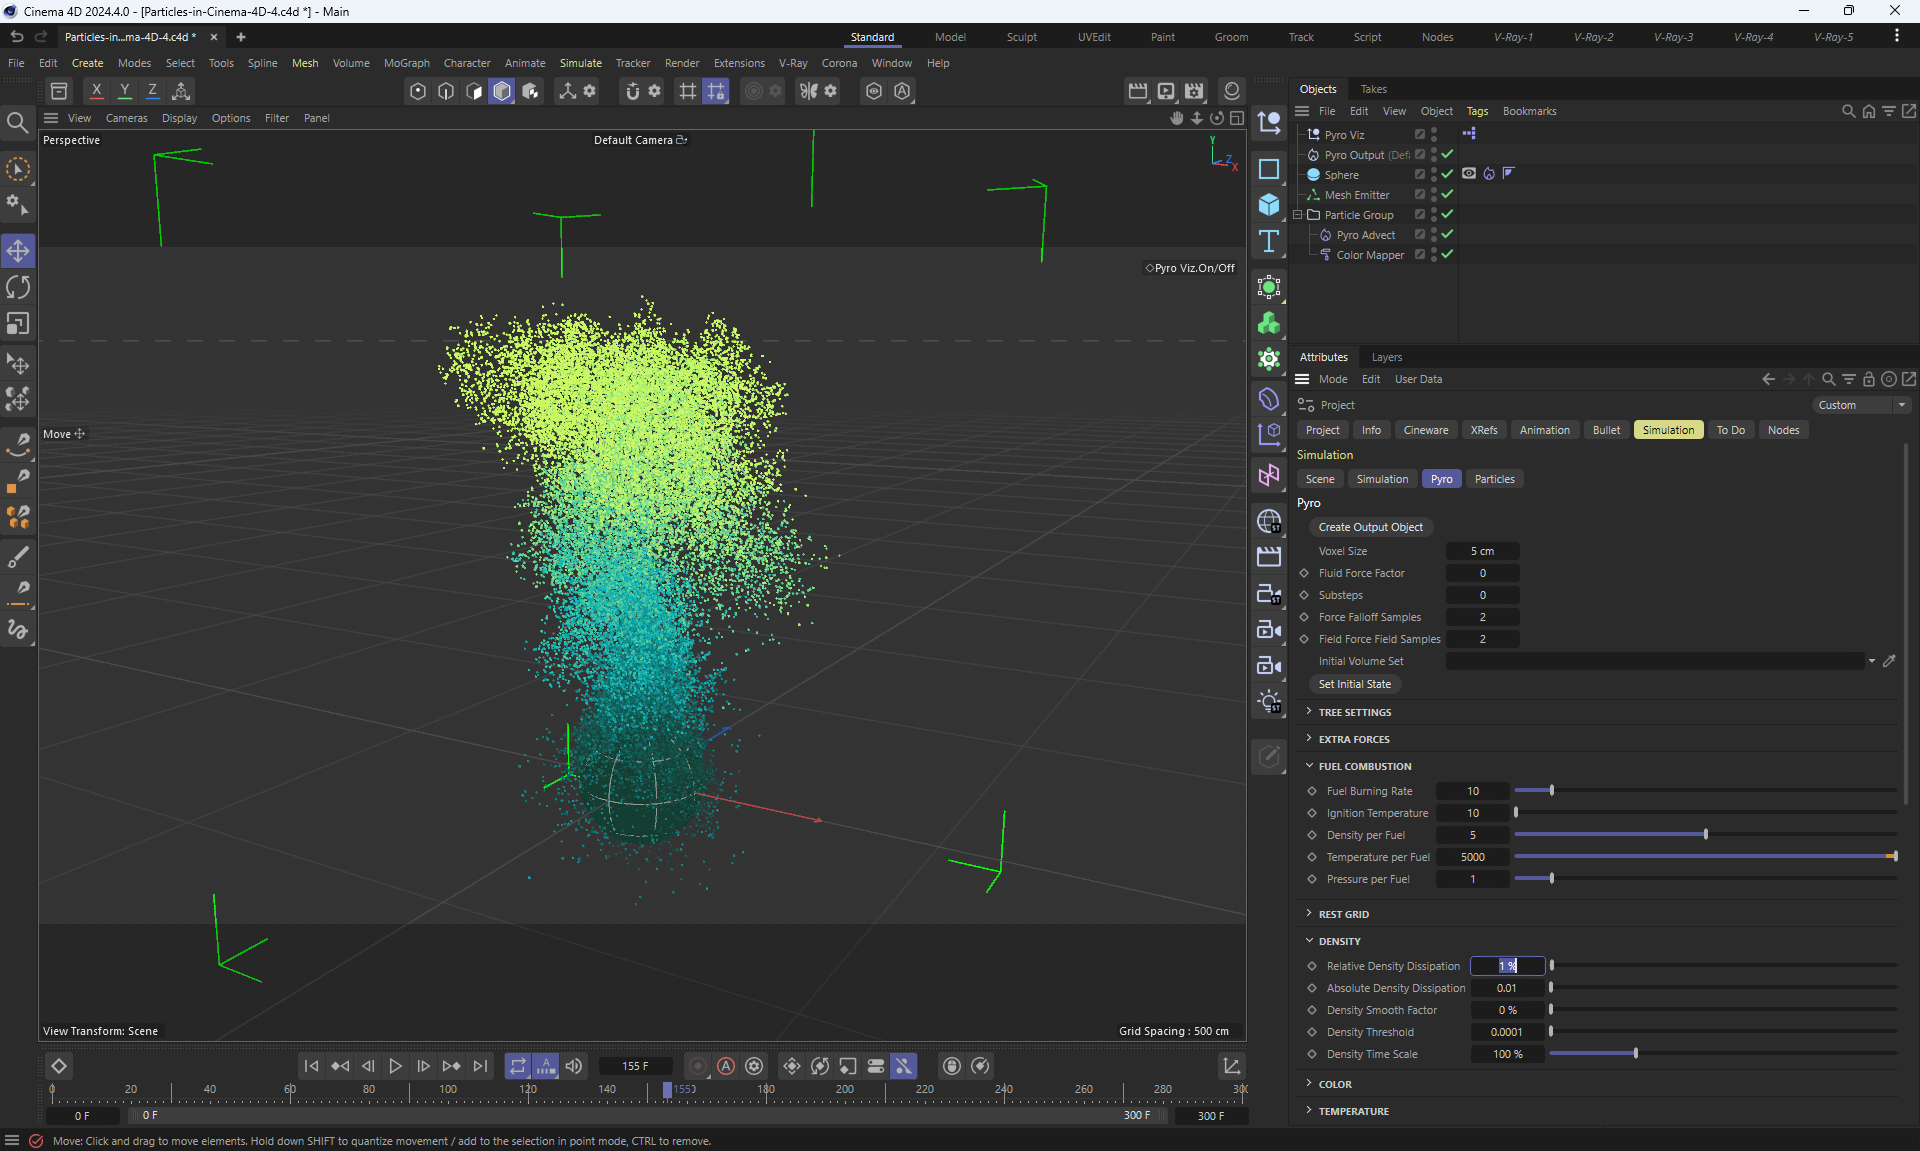 Cinema 4D 2024.4.0 - [Particles-in-Cinema-4D-4.c4d *] - Main
Particles-in...ma-4D-4.c4d *
Standard Model Sculpt UVEdit Paint Groom Track Script Nodes V-Ray-1 V-Ray-2 V-Ray-3 V-Ray-4 V-Ray-5
File Edit Create Modes Select Tools Spline Mesh Volume MoGraph Character Animate Simulate Tracker Render Extensions V-Ray Corona Window Help
X Y Z
Objects Takes
View Cameras Display Options Filter Panel
File Edit View Object Tags Bookmarks
Perspective
Default Camera
Y
Z
X
Pyro Viz
Pyro Output (Def
Sphere
Mesh Emitter
Particle Group
Pyro Advect
Color Mapper
Pyro Viz.On/Off
Move
Attributes Layers
Mode Edit User Data
Project
Custom
Project Info Cineware XRefs Animation Bullet Simulation To Do Nodes
Simulation
Scene Simulation Pyro Particles
Pyro
Create Output Object
Voxel Size 5 cm
Fluid Force Factor 0
Substeps 0
Force Falloff Samples 2
Field Force Field Samples 2
Initial Volume Set
Set Initial State
TREE SETTINGS
EXTRA FORCES
FUEL COMBUSTION
Fuel Burning Rate 10
Ignition Temperature 10
Density per Fuel 5
Temperature per Fuel 5000
Pressure per Fuel 1
REST GRID
DENSITY
Relative Density Dissipation 1 %
Absolute Density Dissipation 0.01
Density Smooth Factor 0 %
Density Threshold 0.0001
Density Time Scale 100 %
COLOR
TEMPERATURE
View Transform: Scene
Grid Spacing : 500 cm
155 F
0 20 40 60 80 100 120 140 155 180 200 220 240 260 280 30
0 F 0 F 300 F 300 F
Move: Click and drag to move elements. Hold down SHIFT to quantize movement / add to the selection in point mode, CTRL to remove.